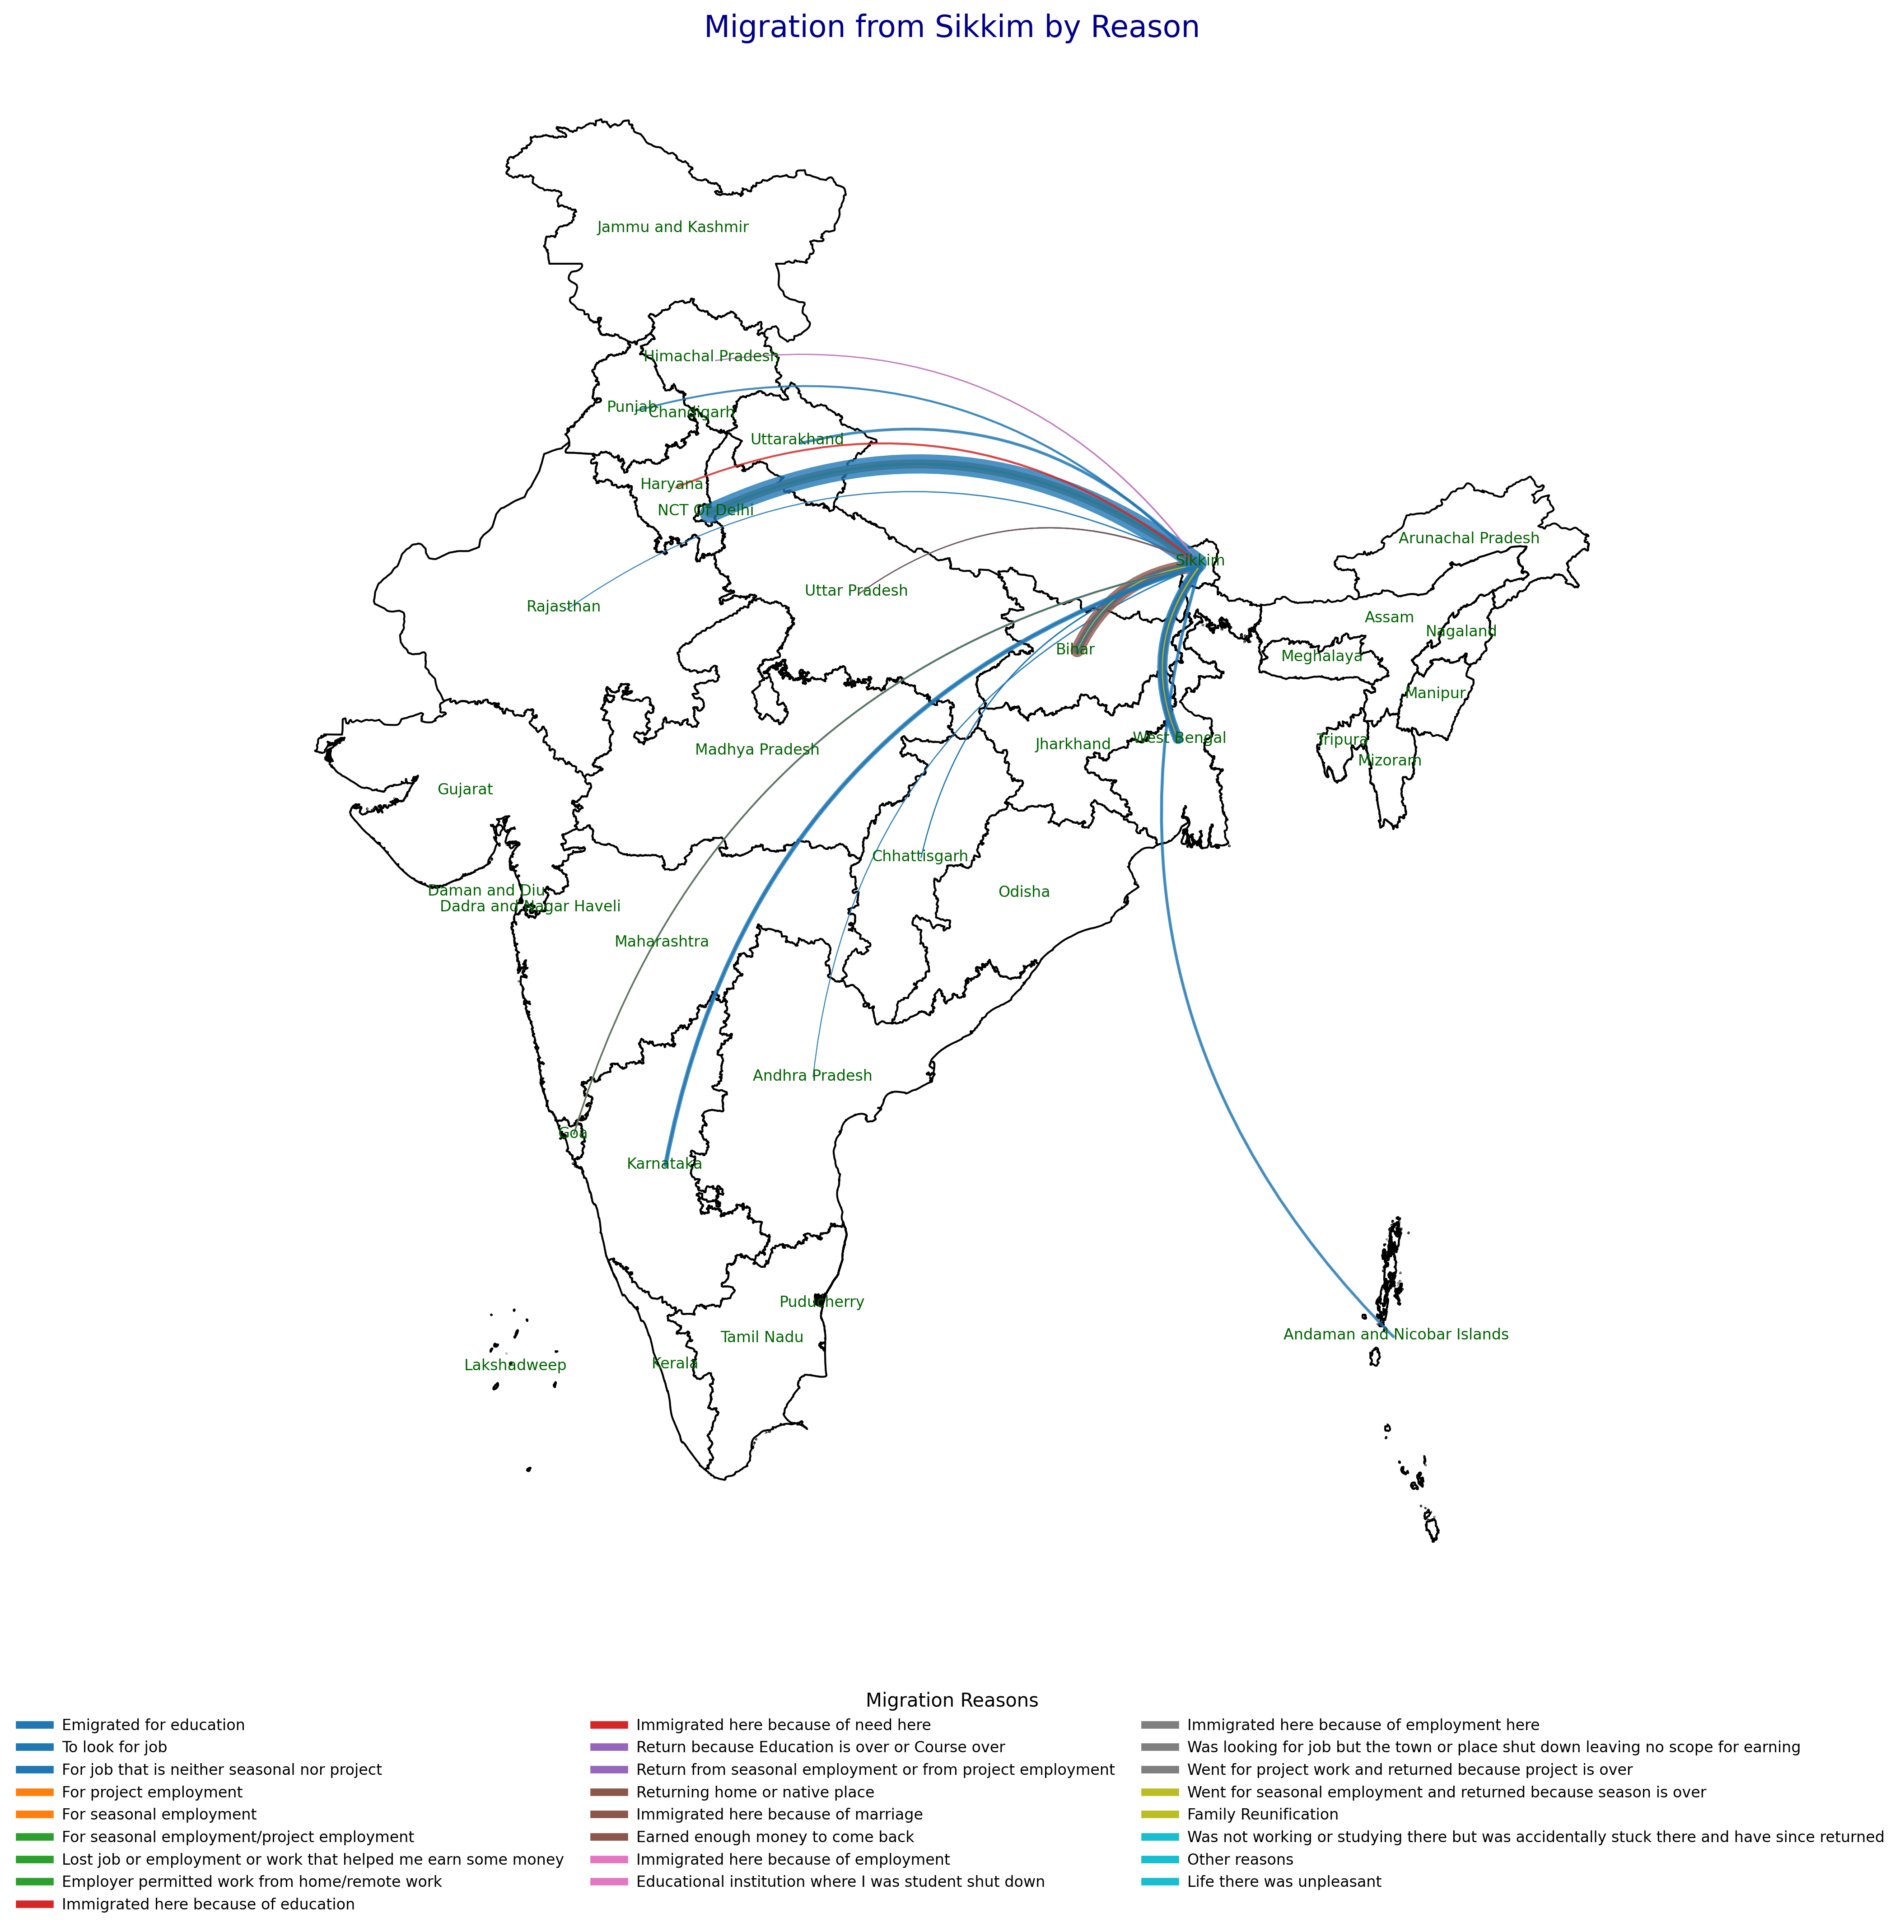 Migration from Sikkim by Reason
Jammu and Kashmir
Himachal Pradesh
Punjab
Chandigarh
Uttarakhand
Haryana
NCT Of Delhi
Arunachal Pradesh
Sikkim
Uttar Pradesh
Rajasthan
Assam
Nagaland
Bihar
Meghalaya
Manipur
West Bengal
Tripura
Jharkhand
Madhya Pradesh
Mizoram
Gujarat
Chhattisgarh
Daman and Diu
Odisha
Dadra and Nagar Haveli
Maharashtra
Andhra Pradesh
Goa
Karnataka
Puducherry
Andaman and Nicobar Islands
Tamil Nadu
Kerala
Lakshadweep
Migration Reasons
Emigrated for education
To look for job
For job that is neither seasonal nor project
For project employment
For seasonal employment
For seasonal employment/project employment
Lost job or employment or work that helped me earn some money
Employer permitted work from home/remote work
Immigrated here because of education
Immigrated here because of need here
Return because Education is over or Course over
Return from seasonal employment or from project employment
Returning home or native place
Immigrated here because of marriage
Earned enough money to come back
Immigrated here because of employment
Educational institution where I was student shut down
Immigrated here because of employment here
Was looking for job but the town or place shut down leaving no scope for earning
Went for project work and returned because project is over
Went for seasonal employment and returned because season is over
Family Reunification
Was not working or studying there but was accidentally stuck there and have since returned
Other reasons
Life there was unpleasant